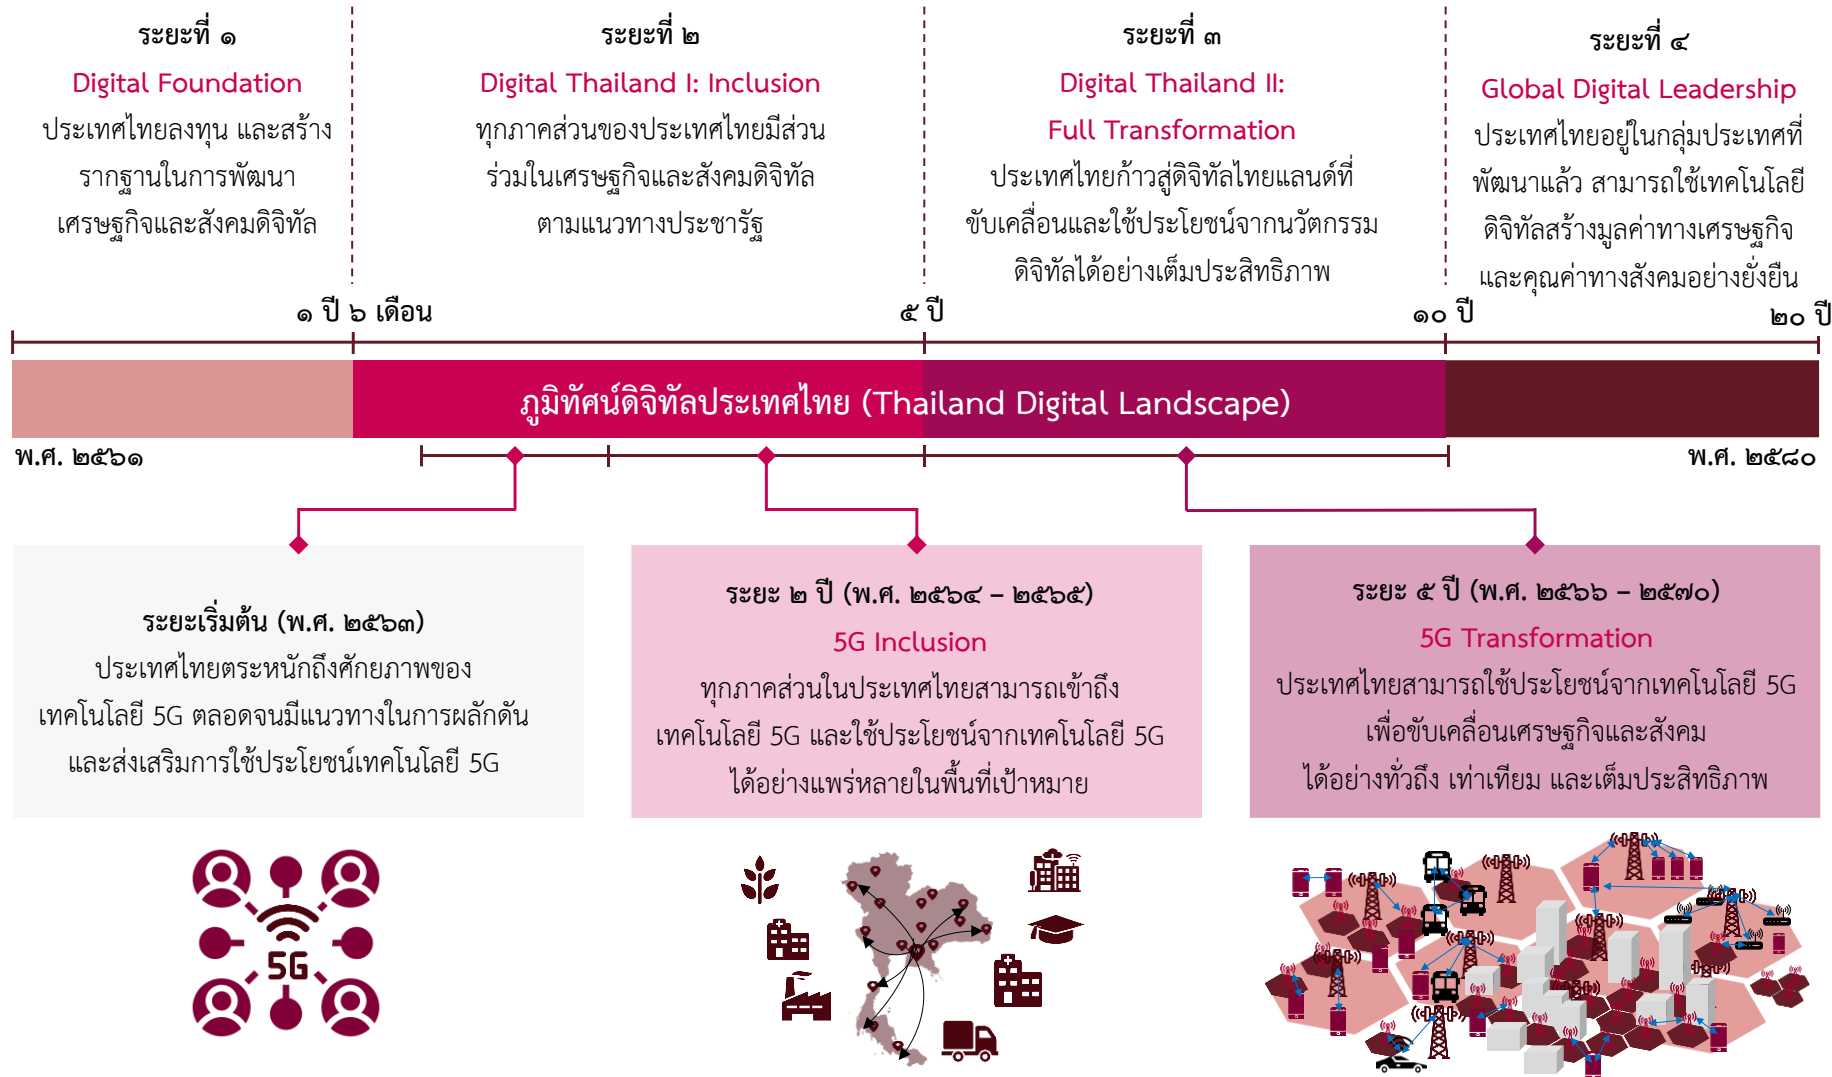 ระยะที่ ๑
Digital Foundation
ประเทศไทยลงทุน และสร้าง
รากฐานในการพัฒนา
เศรษฐกิจและสังคมดิจิทัล
ระยะที่ ๒
Digital Thailand I: Inclusion
ทุกภาคส่วนของประเทศไทยมีส่วน
ร่วมในเศรษฐกิจและสังคมดิจิทัล
ตามแนวทางประชารัฐ
ระยะที่ ๓
Digital Thailand II:
Full Transformation
ประเทศไทยก้าวสู่ดิจิทัลไทยแลนด์ที่
ขับเคลื่อนและใช้ประโยชน์จากนวัตกรรม
ดิจิทัลได้อย่างเต็มประสิทธิภาพ
ระยะที่ ๔
Global Digital Leadership
ประเทศไทยอยู่ในกลุ่มประเทศที่
พัฒนาแล้ว สามารถใช้เทคโนโลยี
ดิจิทัลสร้างมูลค่าทางเศรษฐกิจ
และคุณค่าทางสังคมอย่างยั่งยืน
๑ ปี ๖ เดือน
๕ ปี
๑๐ ปี
๒๐ ปี
ภูมิทัศน์ดิจิทัลประเทศไทย (Thailand Digital Landscape)
พ.ศ. ๒๕๖๑
พ.ศ. ๒๕๘๐
ระยะเริ่มต้น (พ.ศ. ๒๕๖๓)
ประเทศไทยตระหนักถึงศักยภาพของ
เทคโนโลยี 5G ตลอดจนมีแนวทางในการผลักดัน
และส่งเสริมการใช้ประโยชน์เทคโนโลยี 5G
ระยะ ๒ ปี (พ.ศ. ๒๕๖๔ – ๒๕๖๕)
5G Inclusion
ทุกภาคส่วนในประเทศไทยสามารถเข้าถึง
เทคโนโลยี 5G และใช้ประโยชน์จากเทคโนโลยี 5G
ได้อย่างแพร่หลายในพื้นที่เป้าหมาย
ระยะ ๕ ปี (พ.ศ. ๒๕๖๖ – ๒๕๗๐)
5G Transformation
ประเทศไทยสามารถใช้ประโยชน์จากเทคโนโลยี 5G
เพื่อขับเคลื่อนเศรษฐกิจและสังคม
ได้อย่างทั่วถึง เท่าเทียม และเต็มประสิทธิภาพ
5G